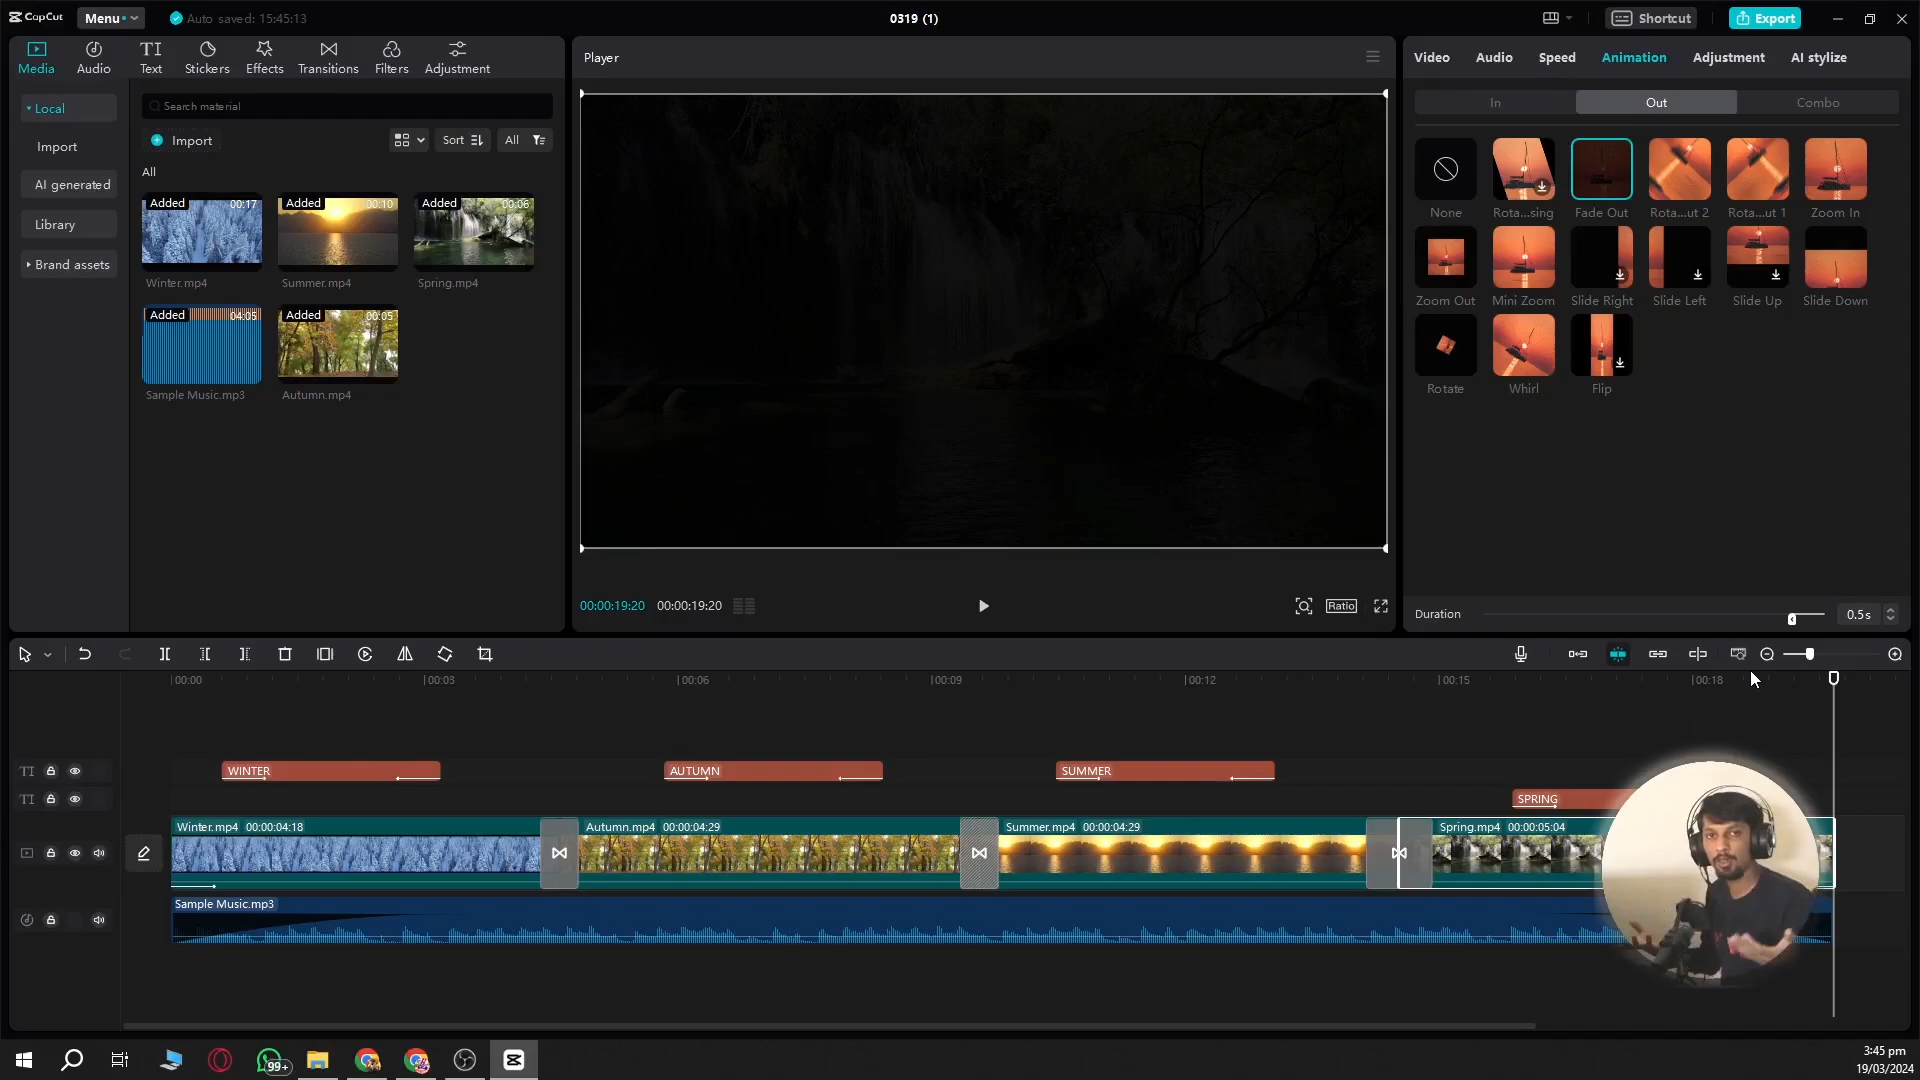 CapCut
Menu
Auto saved: 15:45:13
0319 (1)
Shortcut
Export
Media
Audio
Text
Stickers
Effects
Transitions
Filters
Adjustment
Local
Import
AI generated
Library
Brand assets
Search material
Import
Sort
All
All
Added 00:17
Winter.mp4
Added 00:10
Summer.mp4
Added 00:06
Spring.mp4
Added 04:05
Sample Music.mp3
Added 00:05
Autumn.mp4
Player
00:00:19:20 00:00:19:20
Ratio
Video
Audio
Speed
Animation
Adjustment
AI stylize
In
Out
Combo
None
Rota...sing
Fade Out
Rota...ut 2
Rota...ut 1
Zoom In
Zoom Out
Mini Zoom
Slide Right
Slide Left
Slide Up
Slide Down
Rotate
Whirl
Flip
Duration
0.5s
00:00
00:03
00:06
00:09
00:12
00:15
00:18
TI
WINTER
AUTUMN
SUMMER
TI
SPRING
Winter.mp4 00:00:04:18
Autumn.mp4 00:00:04:29
Summer.mp4 00:00:04:29
Spring.mp4 00:00:05:04
Sample Music.mp3
99+
3:45 pm
19/03/2024